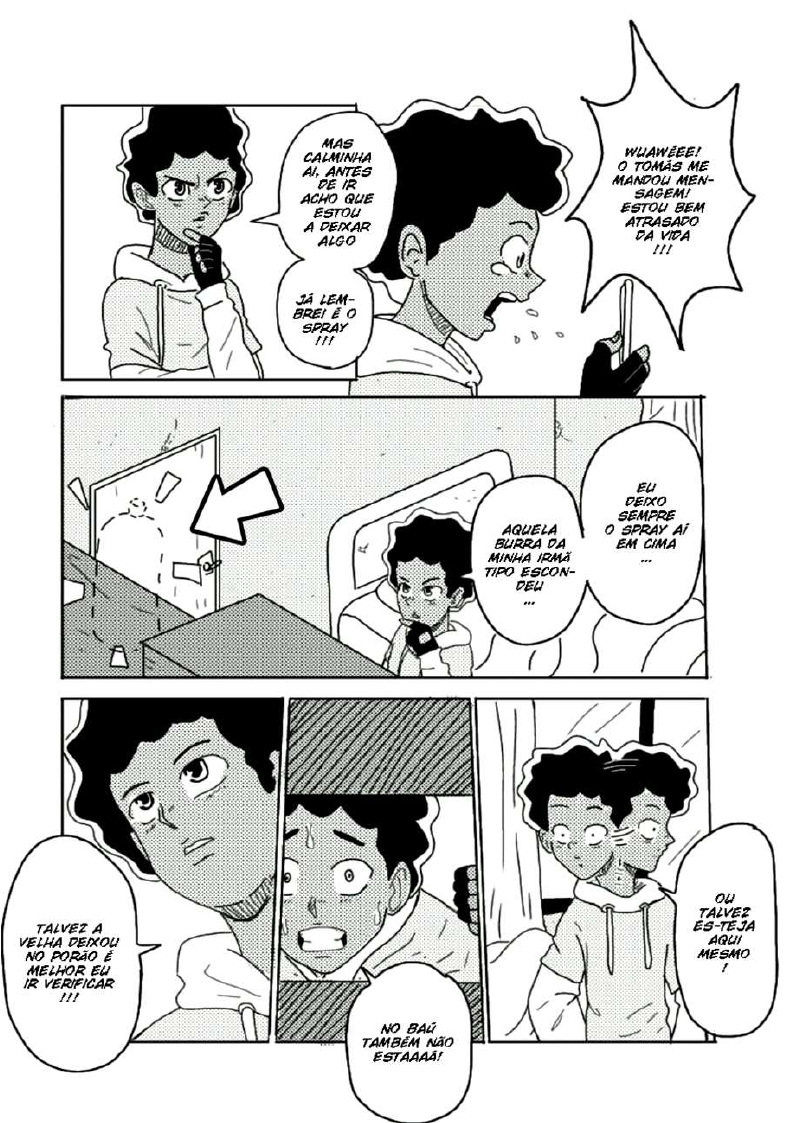 WUAWÊEE!
O TOMÁS ME
MANDOU MEN-
SAGEM!
ESTOU BEM
ATRASADO
DA VIDA
!!!
MAS
CALMINHA
AI, ANTES
DE IR
ACHO QUE
ESTOU
A DEIXAR
ALGO
JÁ LEM-
BREI É O
SPRAY
!!!
EU
DEIXO
SEMPRE
O SPRAY AÍ
EM CIMA
...
AQUELA
BURRA DA
MINHA IRMÃ
TIPO ESCON-
DEU
...
OU
TALVEZ
ES-TEJA
AQUI
MESMO
!
NO BAÚ
TAMBÉM NÃO
ESTAAAÁ!
TALVEZ A
VELHA DEIXOU
NO PORÃO É
MELHOR EU
IR VERIFICAR
!!!